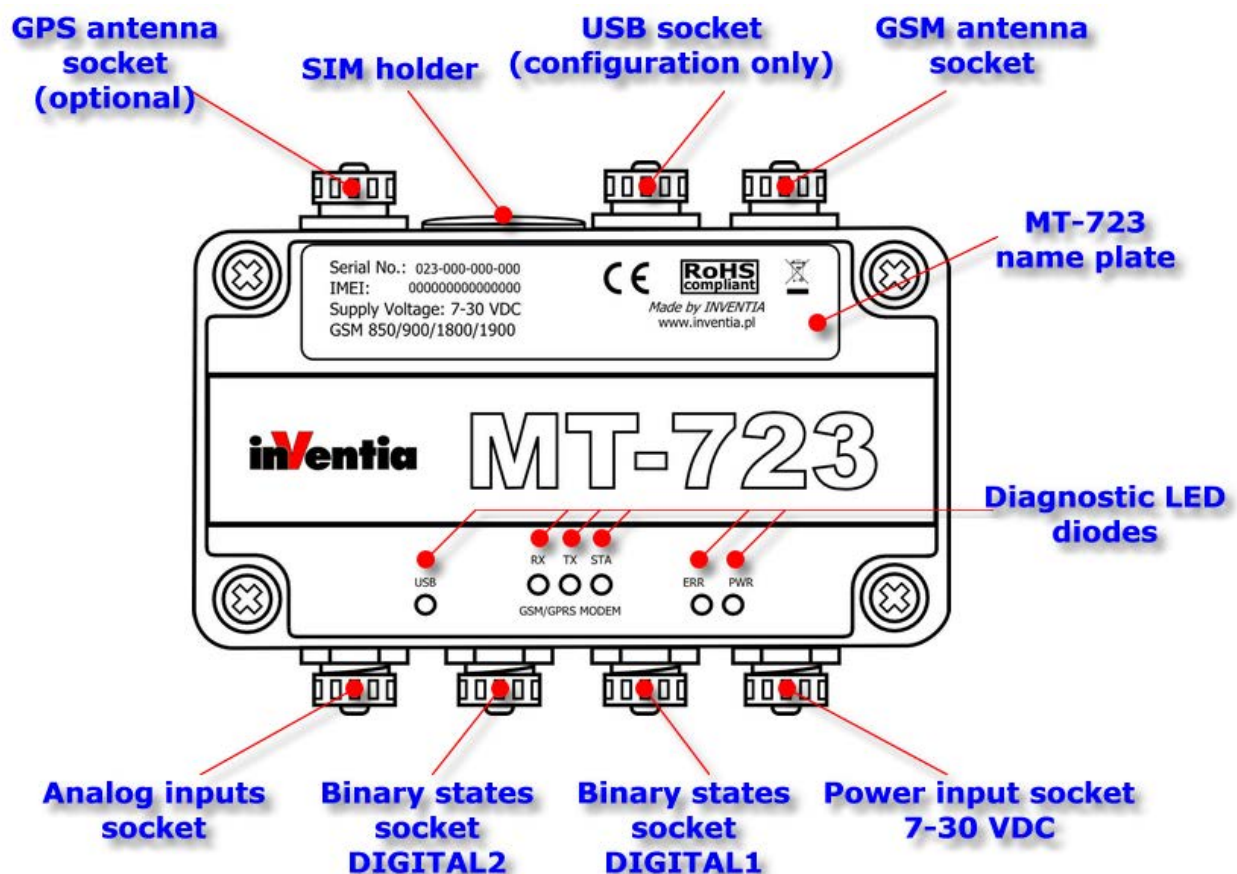 GPS antenna
socket
(optional)
SIM holder
USB socket
(configuration only)
GSM antenna
socket
MT-723
name plate
Serial No.: 023-000-000-000
IMEI: 000000000000000
Supply Voltage: 7-30 VDC
GSM 850/900/1800/1900
CE
RoHS
compliant
Made by INVENTIA
www.inventia.pl
inVentia
MT-723
Diagnostic LED
diodes
USB
RX TX STA
GSM/GPRS MODEM
ERR PWR
Analog inputs
socket
Binary states
socket
DIGITAL2
Binary states
socket
DIGITAL1
Power input socket
7-30 VDC